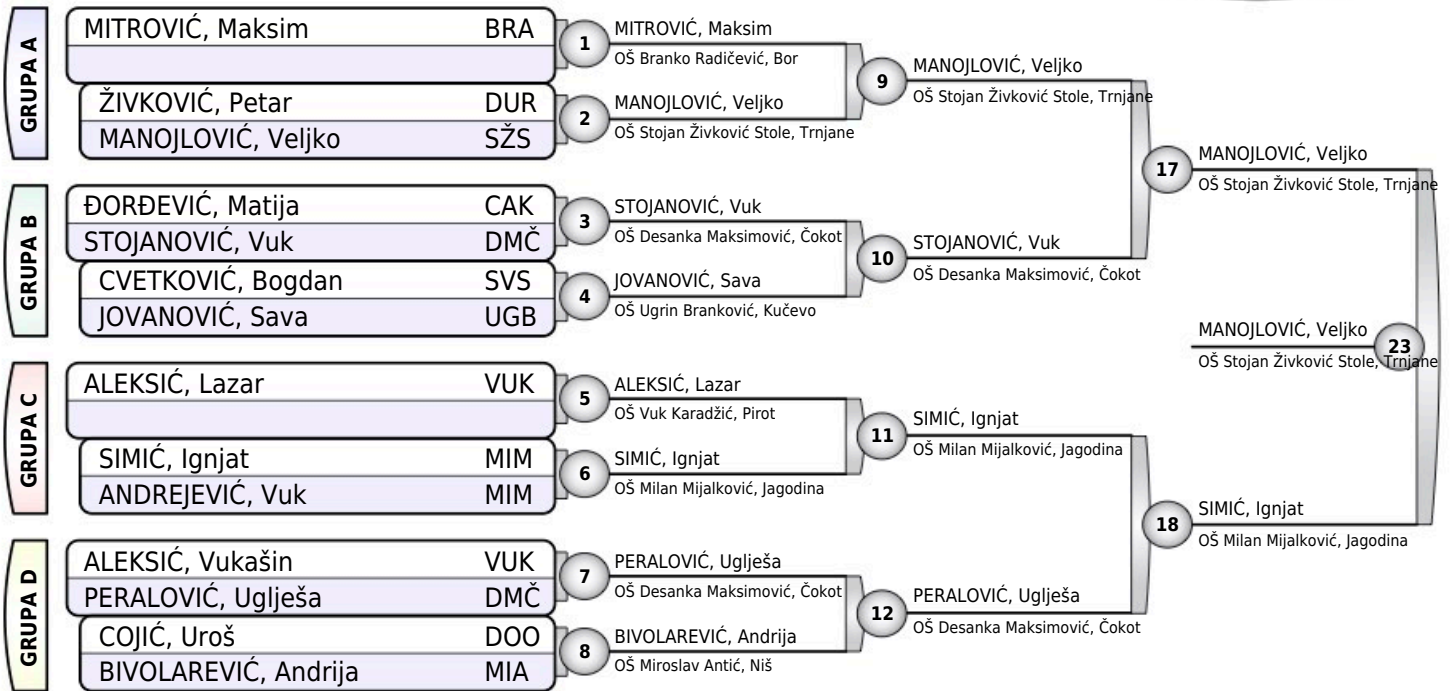 GRUPA A
MITROVIĆ, Maksim BRA
ŽIVKOVIĆ, Petar DUR
MANOJLOVIĆ, Veljko SŽS
GRUPA B
ĐORĐEVIĆ, Matija CAK
STOJANOVIĆ, Vuk DMČ
CVETKOVIĆ, Bogdan SVS
JOVANOVIĆ, Sava UGB
GRUPA C
ALEKSIĆ, Lazar VUK
SIMIĆ, Ignjat MIM
ANDREJEVIĆ, Vuk MIM
GRUPA D
ALEKSIĆ, Vukašin VUK
PERALOVIĆ, Uglješa DMČ
COJIĆ, Uroš DOO
BIVOLAREVIĆ, Andrija MIA
1
MITROVIĆ, Maksim
OŠ Branko Radičević, Bor
2
MANOJLOVIĆ, Veljko
OŠ Stojan Živković Stole, Trnjane
3
STOJANOVIĆ, Vuk
OŠ Desanka Maksimović, Čokot
4
JOVANOVIĆ, Sava
OŠ Ugrin Branković, Kučevo
5
ALEKSIĆ, Lazar
OŠ Vuk Karadžić, Pirot
6
SIMIĆ, Ignjat
OŠ Milan Mijalković, Jagodina
7
PERALOVIĆ, Uglješa
OŠ Desanka Maksimović, Čokot
8
BIVOLAREVIĆ, Andrija
OŠ Miroslav Antić, Niš
9
MANOJLOVIĆ, Veljko
OŠ Stojan Živković Stole, Trnjane
10
STOJANOVIĆ, Vuk
OŠ Desanka Maksimović, Čokot
11
SIMIĆ, Ignjat
OŠ Milan Mijalković, Jagodina
12
PERALOVIĆ, Uglješa
OŠ Desanka Maksimović, Čokot
17
MANOJLOVIĆ, Veljko
OŠ Stojan Živković Stole, Trnjane
18
SIMIĆ, Ignjat
OŠ Milan Mijalković, Jagodina
23
MANOJLOVIĆ, Veljko
OŠ Stojan Živković Stole, Trnjane